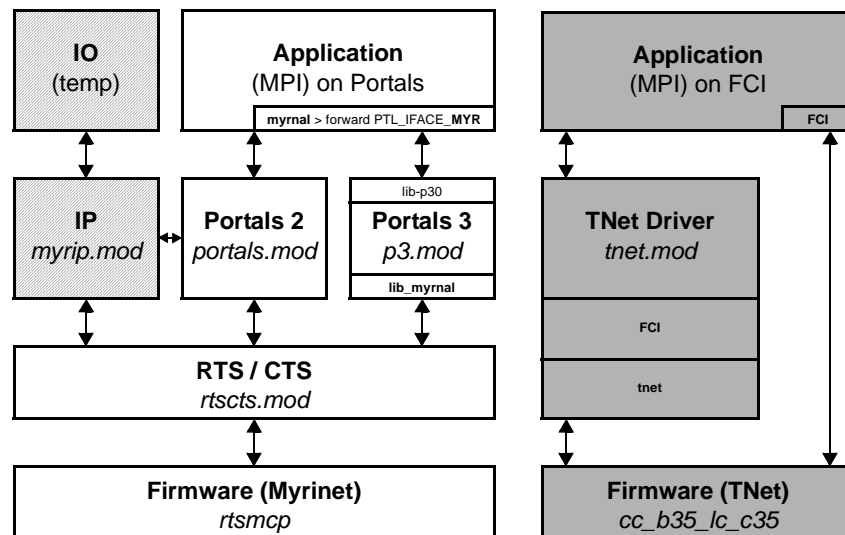 IO
(temp)
Application
(MPI) on Portals
myrnal > forward PTL_IFACE_MYR
Application
(MPI) on FCI
FCI
IP
myrip.mod
Portals 2
portals.mod
lib-p30
Portals 3
p3.mod
lib_myrnal
TNet Driver
tnet.mod
FCI
tnet
RTS / CTS
rtscts.mod
Firmware (Myrinet)
rtsmcp
Firmware (TNet)
cc_b35_lc_c35